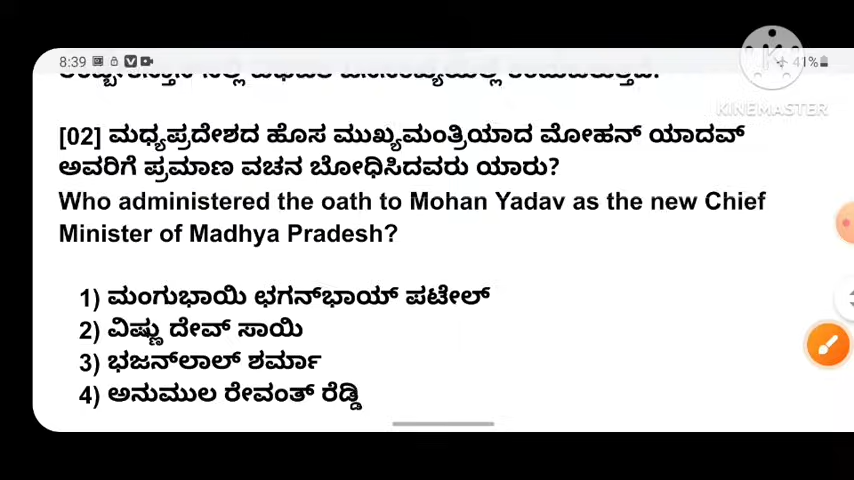 8:39
41%
KINEMASTER
[02] ಮಧ್ಯಪ್ರದೇಶದ ಹೊಸ ಮುಖ್ಯಮಂತ್ರಿಯಾದ ಮೋಹನ್ ಯಾದವ್
ಅವರಿಗೆ ಪ್ರಮಾಣ ವಚನ ಬೋಧಿಸಿದವರು ಯಾರು?
Who administered the oath to Mohan Yadav as the new Chief
Minister of Madhya Pradesh?
1) ಮಂಗುಭಾಯಿ ಛಗನ್‌ಭಾಯ್ ಪಟೇಲ್
2) ವಿಷ್ಣು ದೇವ್ ಸಾಯಿ
3) ಭಜನ್‌ಲಾಲ್ ಶರ್ಮಾ
4) ಅನುಮುಲ ರೇವಂತ್ ರೆಡ್ಡಿ